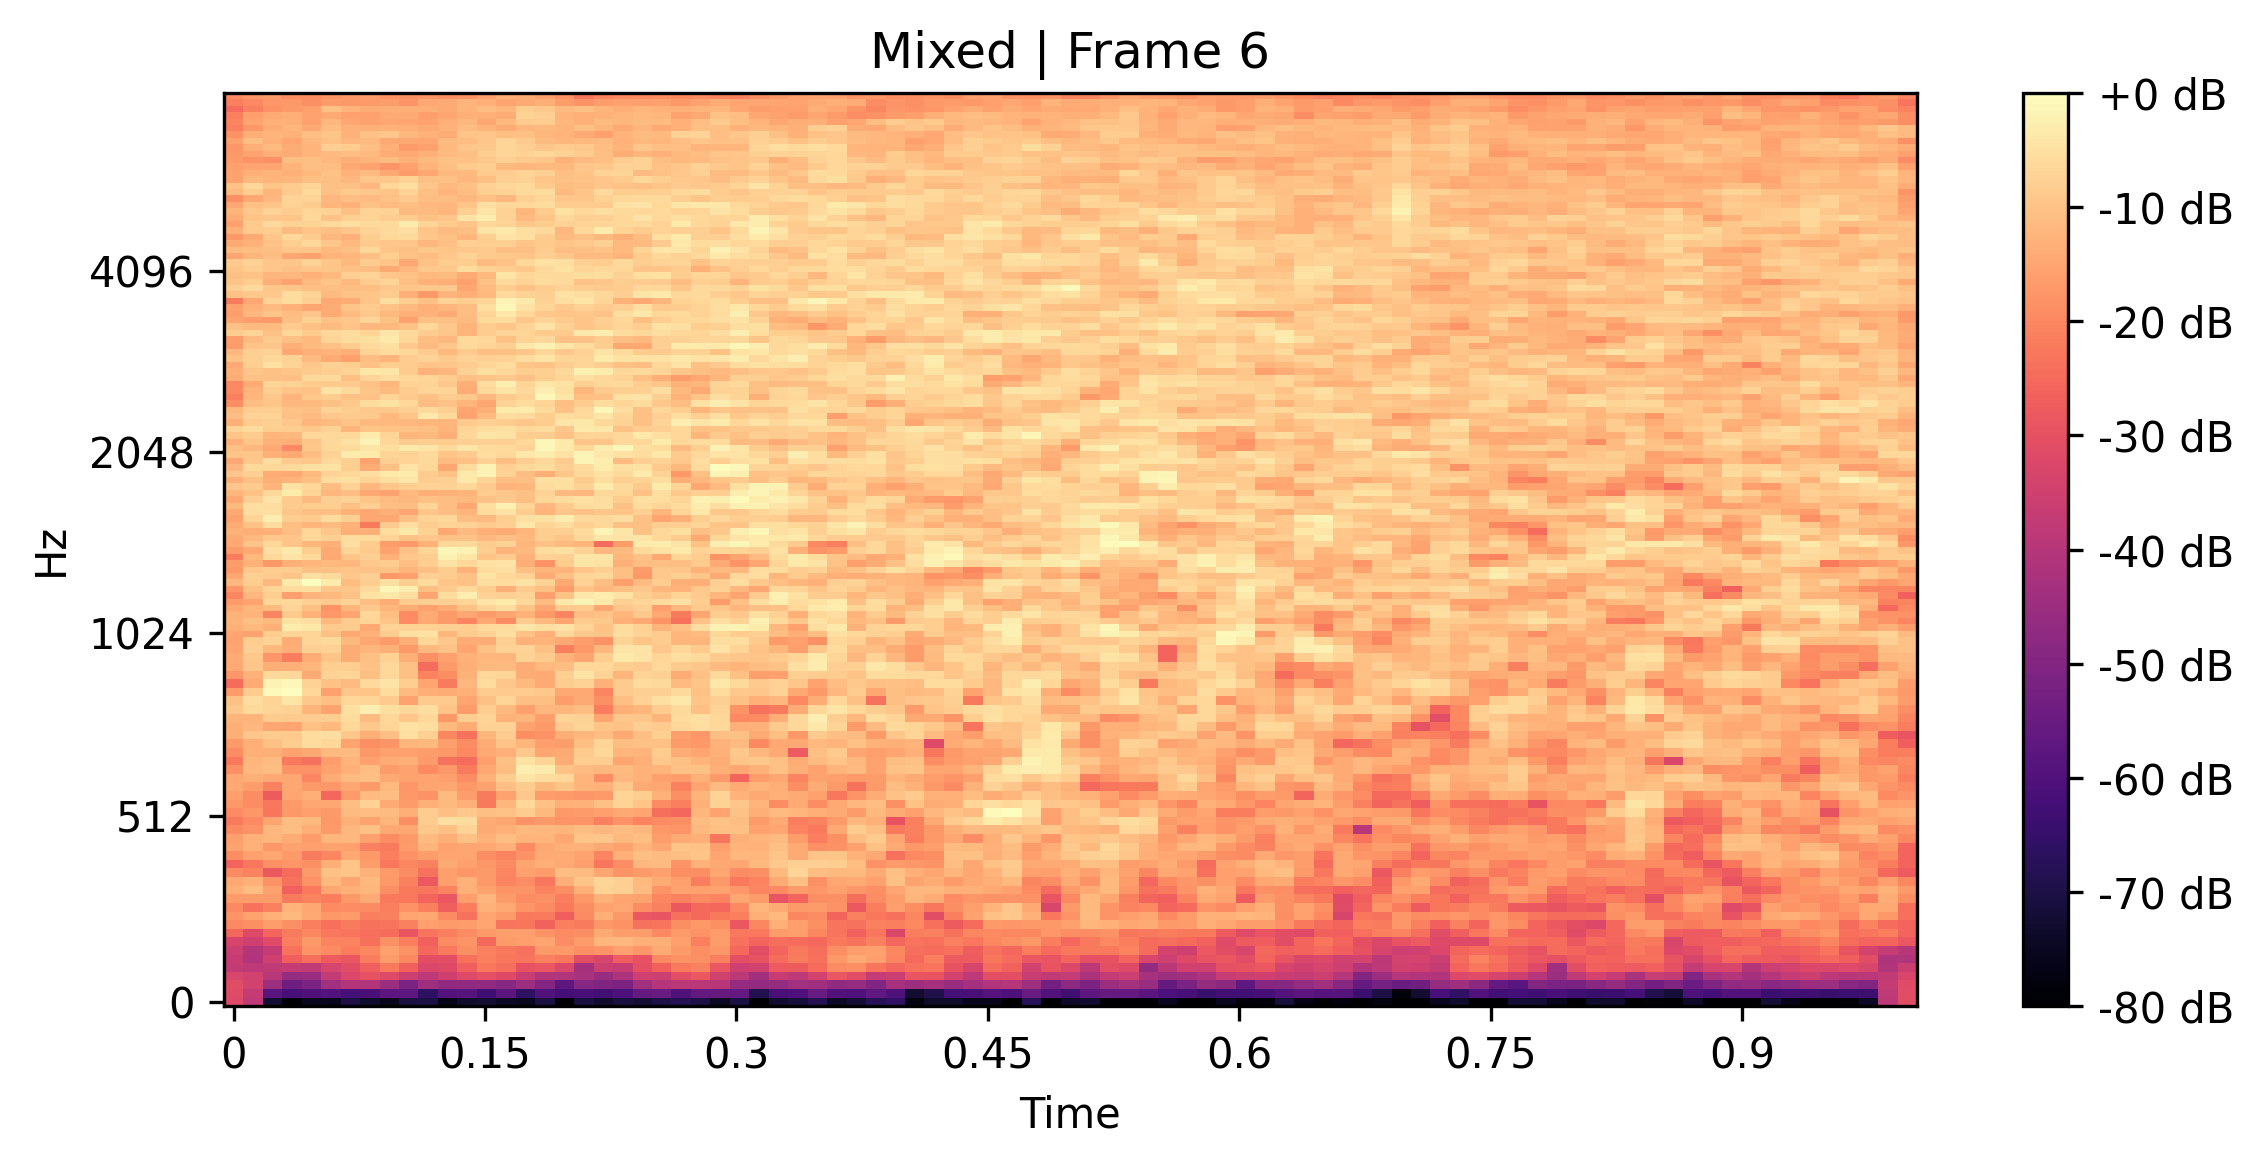 Mixed | Frame 6
+0 dB
-10 dB
-20 dB
-30 dB
-40 dB
-50 dB
-60 dB
-70 dB
-80 dB
Hz
4096
2048
1024
512
0
0 0.15 0.3 0.45 0.6 0.75 0.9
Time